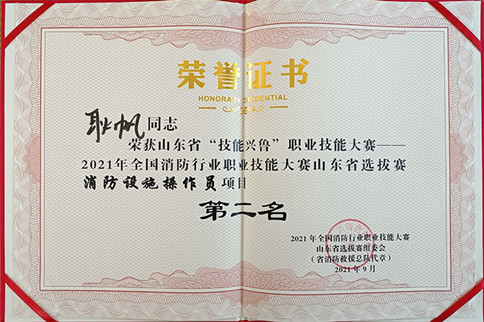 荣誉证书
HONORARY CREDENTIAL
耿帆同志
荣获山东省“技能兴鲁”职业技能大赛——
2021年全国消防行业职业技能大赛山东省选拔赛
消防设施操作员项目
第二名
2021年全国消防行业职业技能大赛
山东省选拔赛组委会
（省消防救援总队代章）
2021年9月